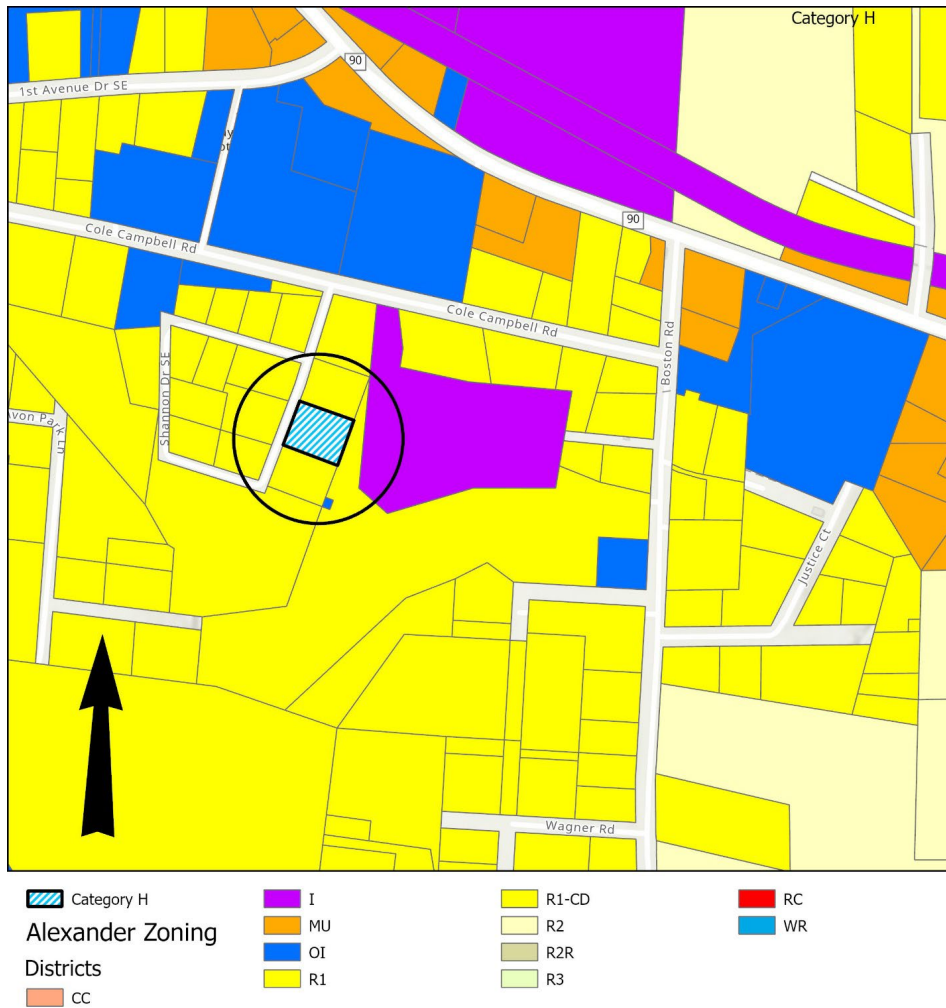 Category H
90
1st Avenue Dr SE
90
Cole Campbell Rd
Cole Campbell Rd
Boston Rd
Shannon Dr SE
Avon Park Ln
Justice Ct
Wagner Rd
Category H
Alexander Zoning
Districts
CC
I
MU
OI
R1
R1-CD
R2
R2R
R3
RC
WR